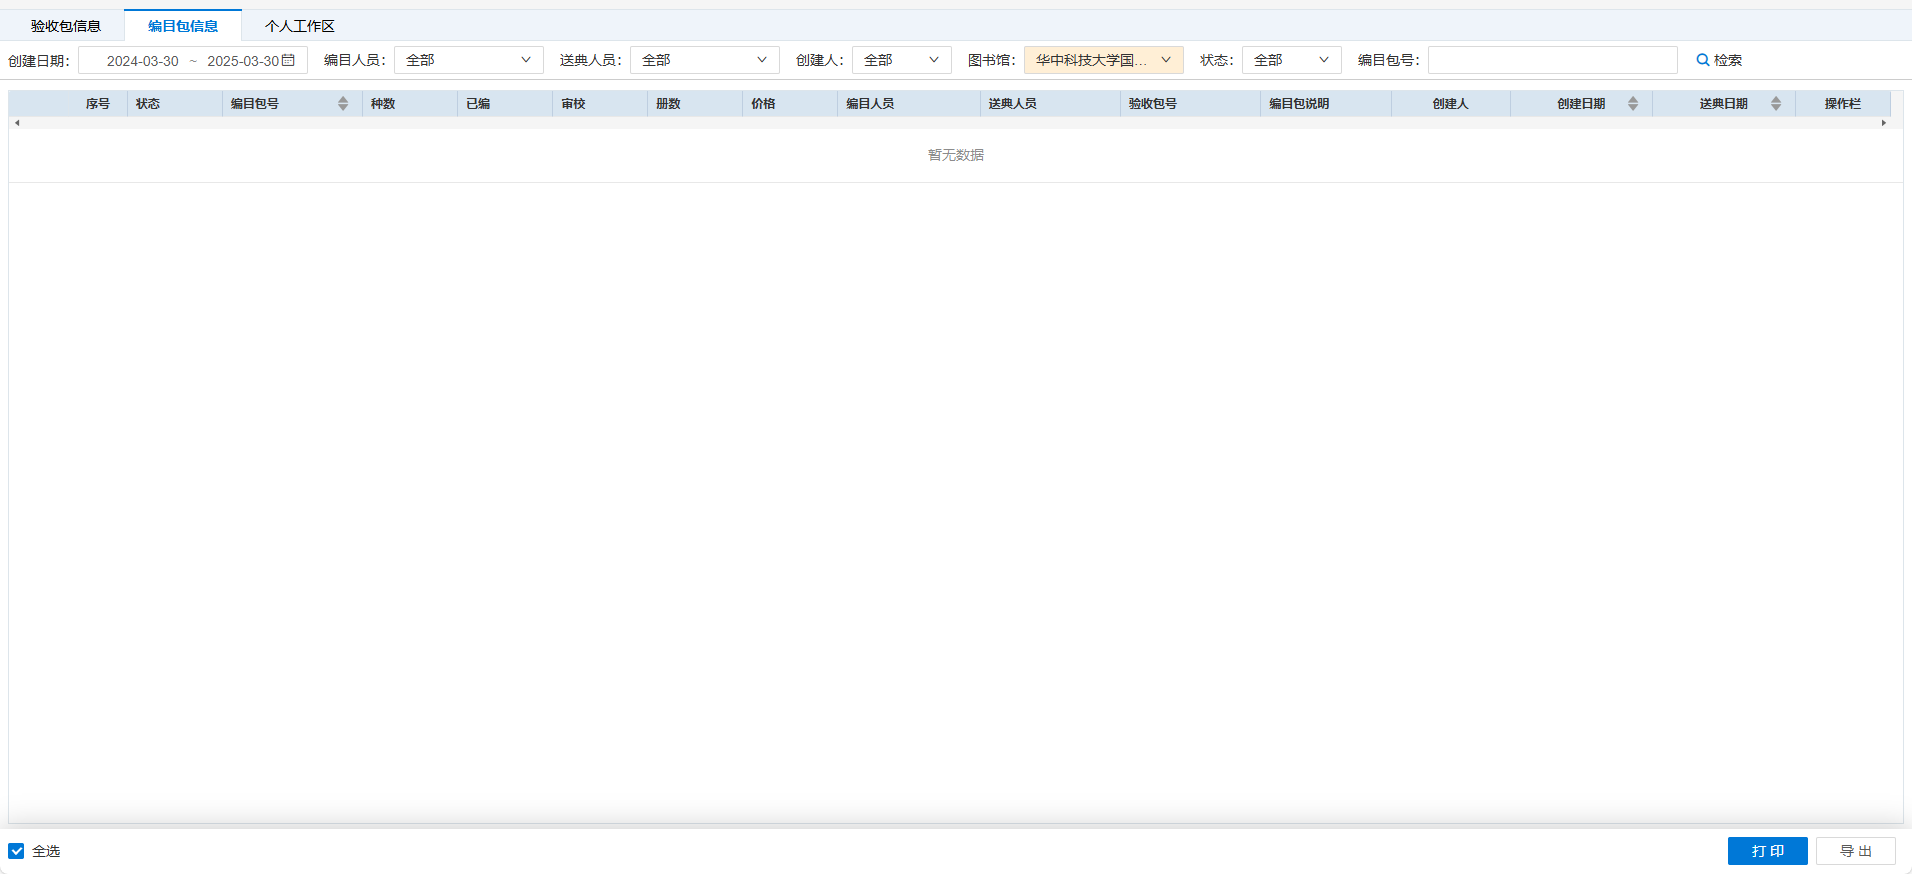 验收包信息 编目包信息 个人工作区
创建日期： 2024-03-30 ~ 2025-03-30 编目人员： 全部 送典人员： 全部 创建人： 全部 图书馆： 华中科技大学国... 状态： 全部 编目包号： 检索
序号 状态 编目包号 种数 已编 审校 册数 价格 编目人员 送典人员 验收包号 编目包说明 创建人 创建日期 送典日期 操作栏
暂无数据
全选 打 印 导 出